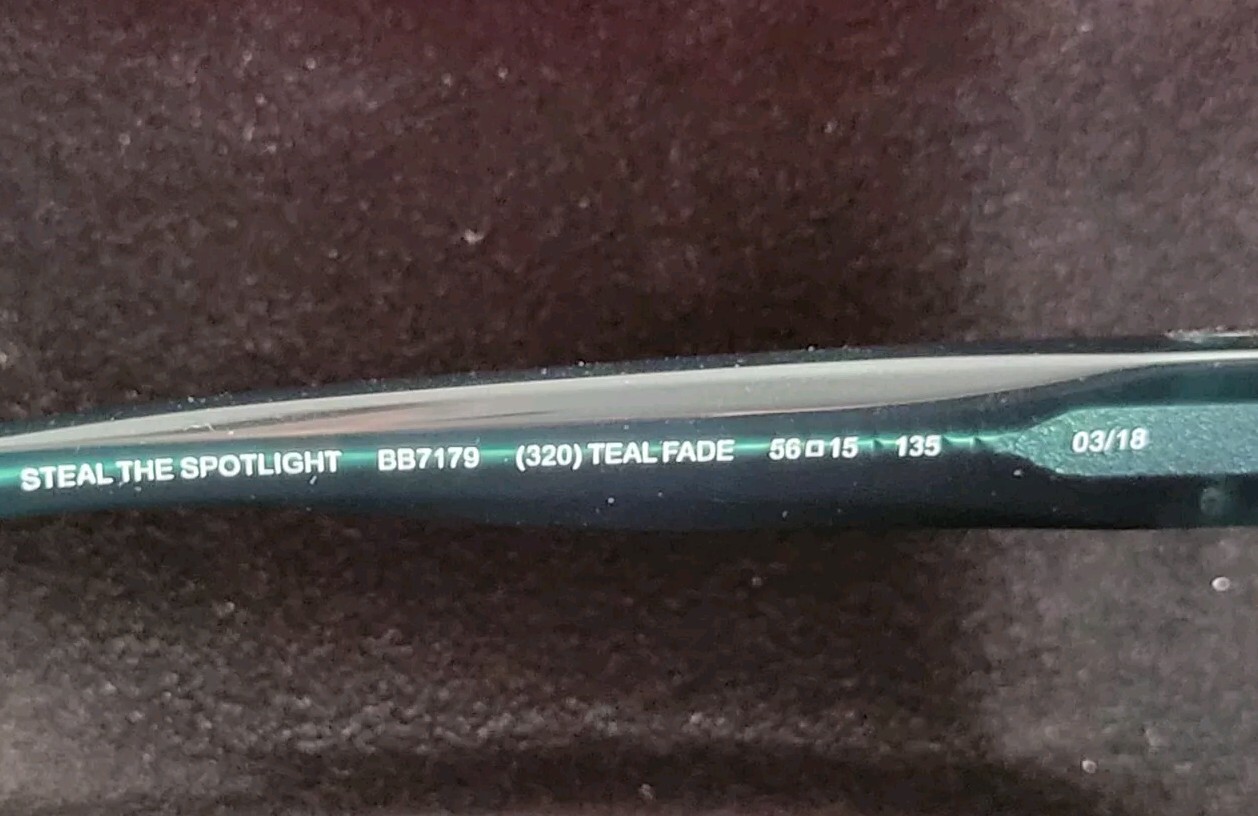 STEAL THE SPOTLIGHT BB7179 (320) TEAL FADE 56□15 135 03/18